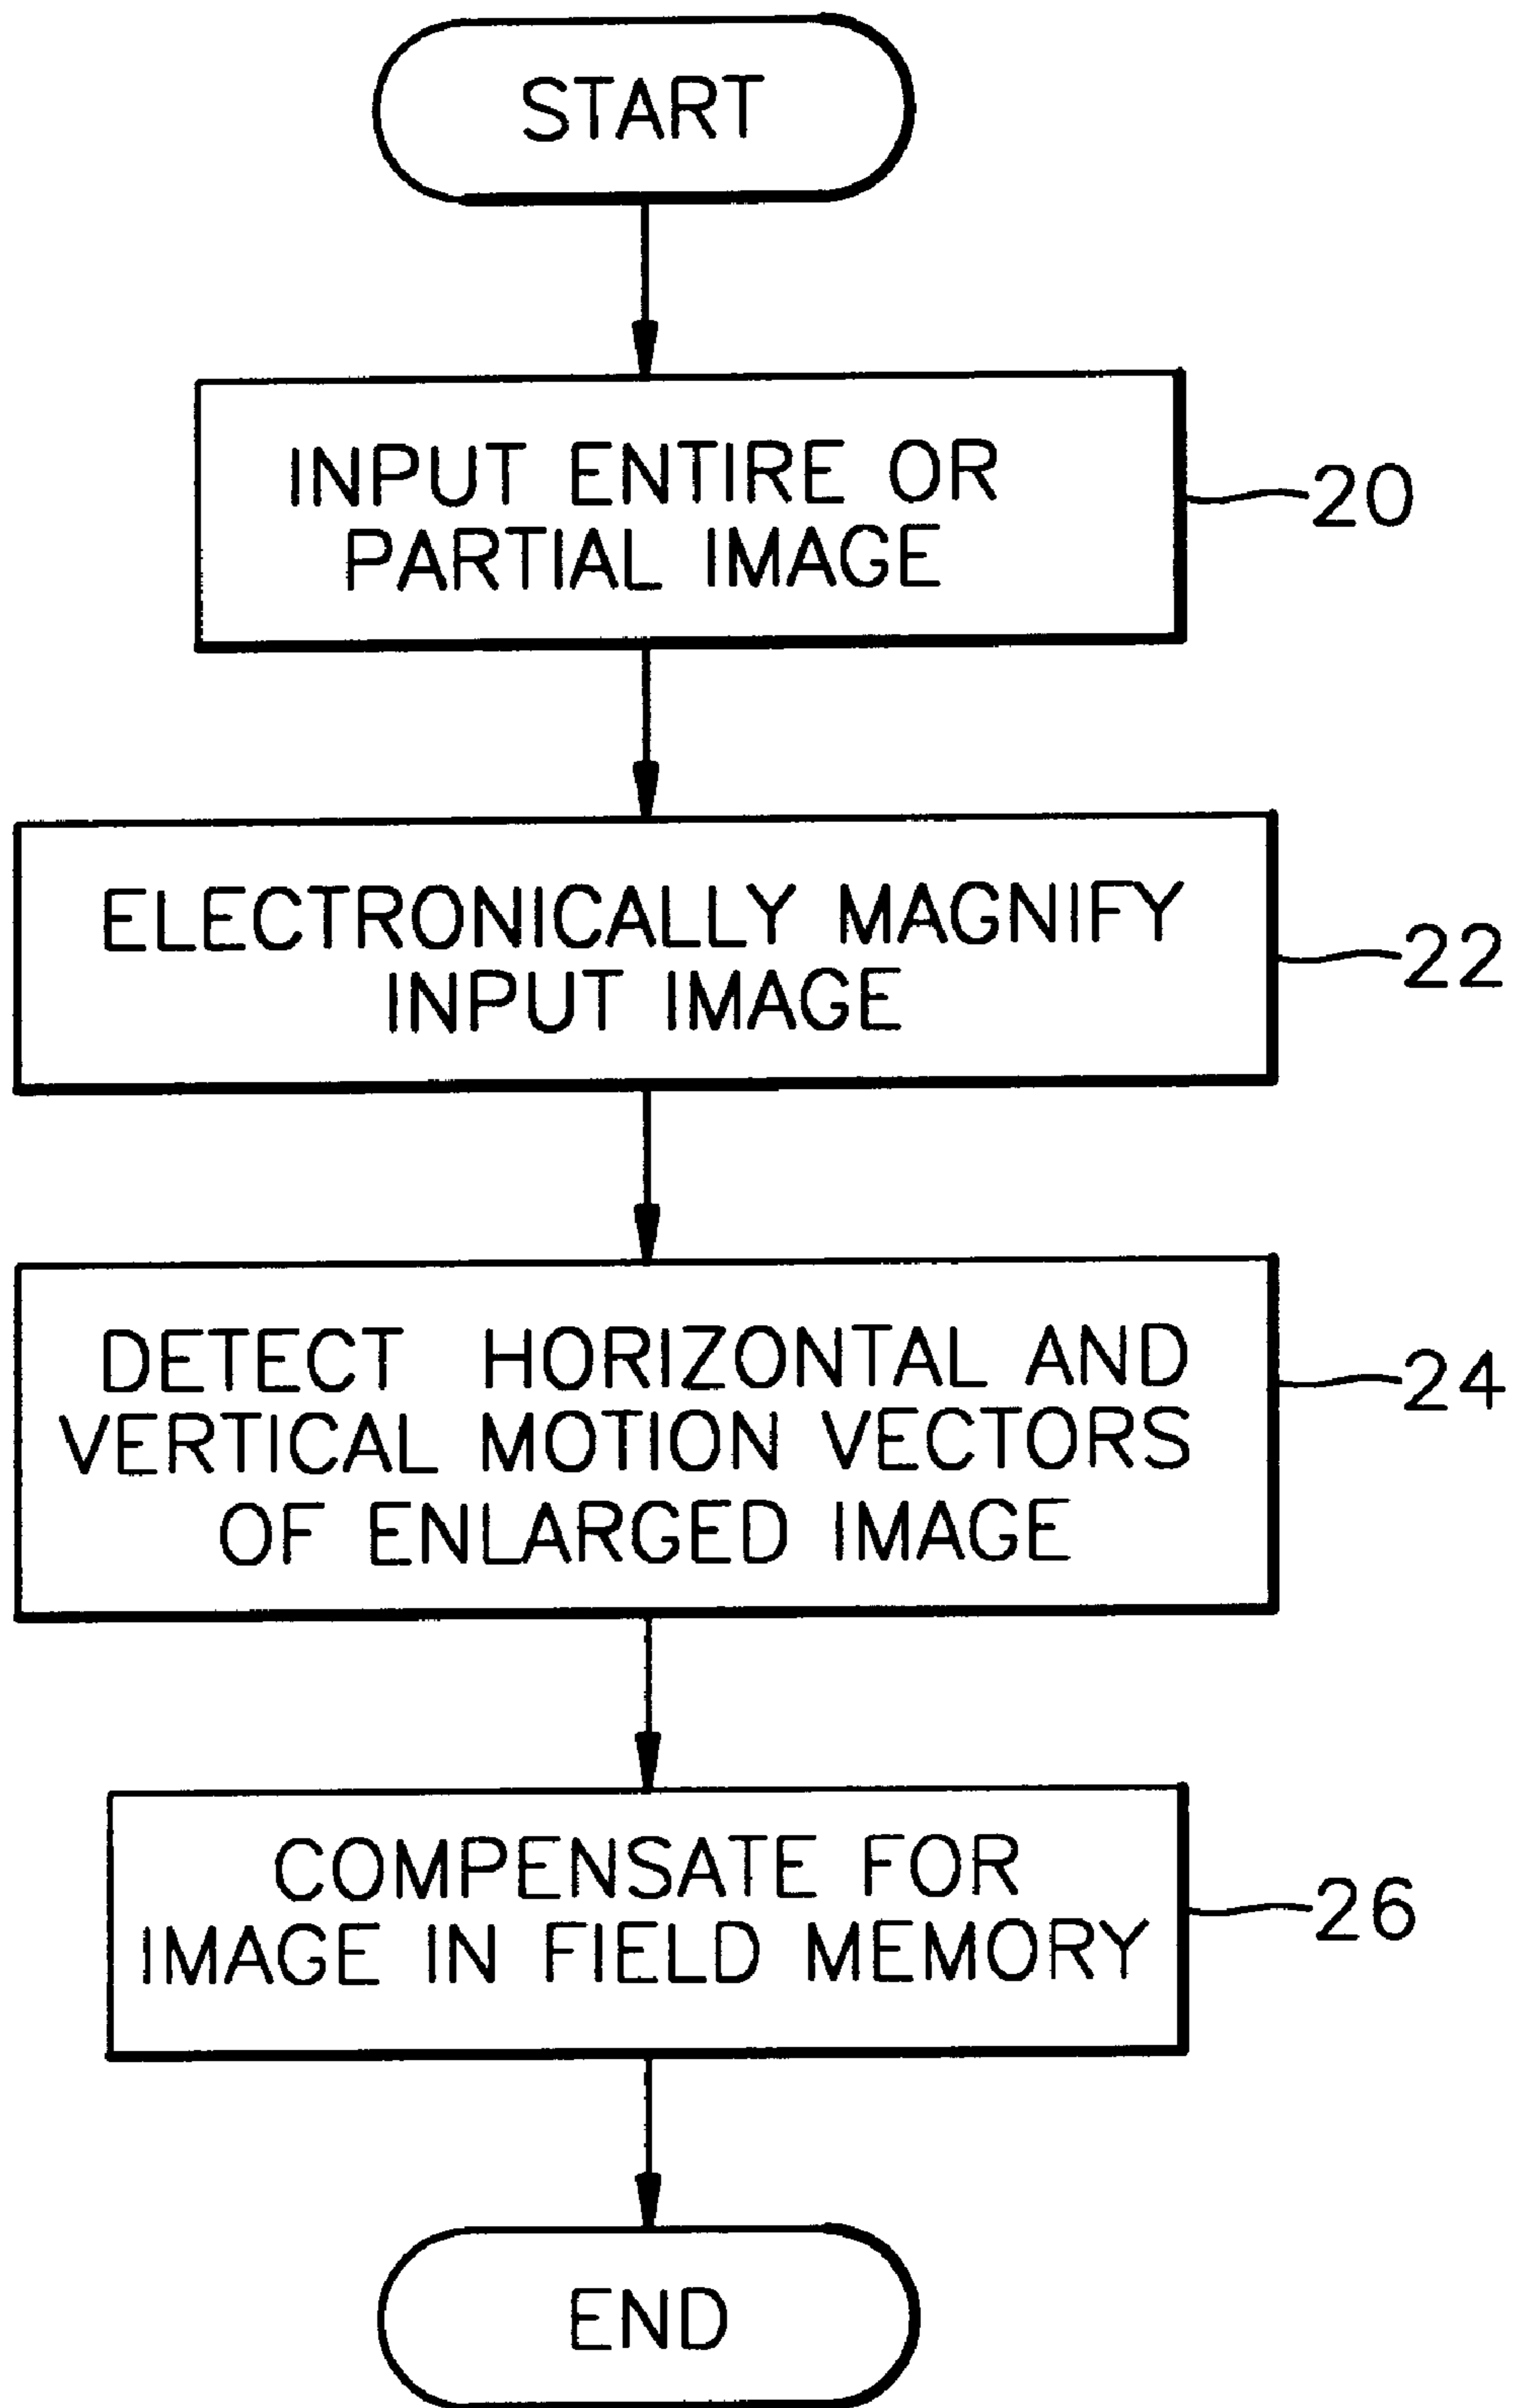 START
INPUT ENTIRE OR
PARTIAL IMAGE
20
ELECTRONICALLY MAGNIFY
INPUT IMAGE
22
DETECT HORIZONTAL AND
VERTICAL MOTION VECTORS
OF ENLARGED IMAGE
24
COMPENSATE FOR
IMAGE IN FIELD MEMORY
26
END